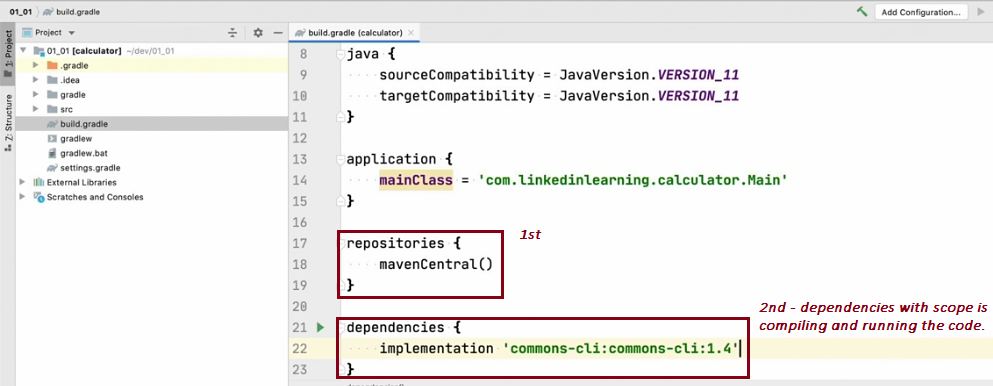 01_01 › build.gradle
Add Configuration...
1: Project
Project
build.gradle (calculator)
01_01 [calculator] ~/dev/01_01
.gradle
.idea
gradle
src
build.gradle
gradlew
gradlew.bat
settings.gradle
External Libraries
Scratches and Consoles
Z: Structure
8 java {
9 sourceCompatibility = JavaVersion.VERSION_11
10 targetCompatibility = JavaVersion.VERSION_11
11 }
12
13 application {
14 mainClass = 'com.linkedinlearning.calculator.Main'
15 }
16
17 repositories {
18 mavenCentral()
19 }
20
21 dependencies {
22 implementation 'commons-cli:commons-cli:1.4'
23 }
1st
2nd - dependencies with scope is
compiling and running the code.